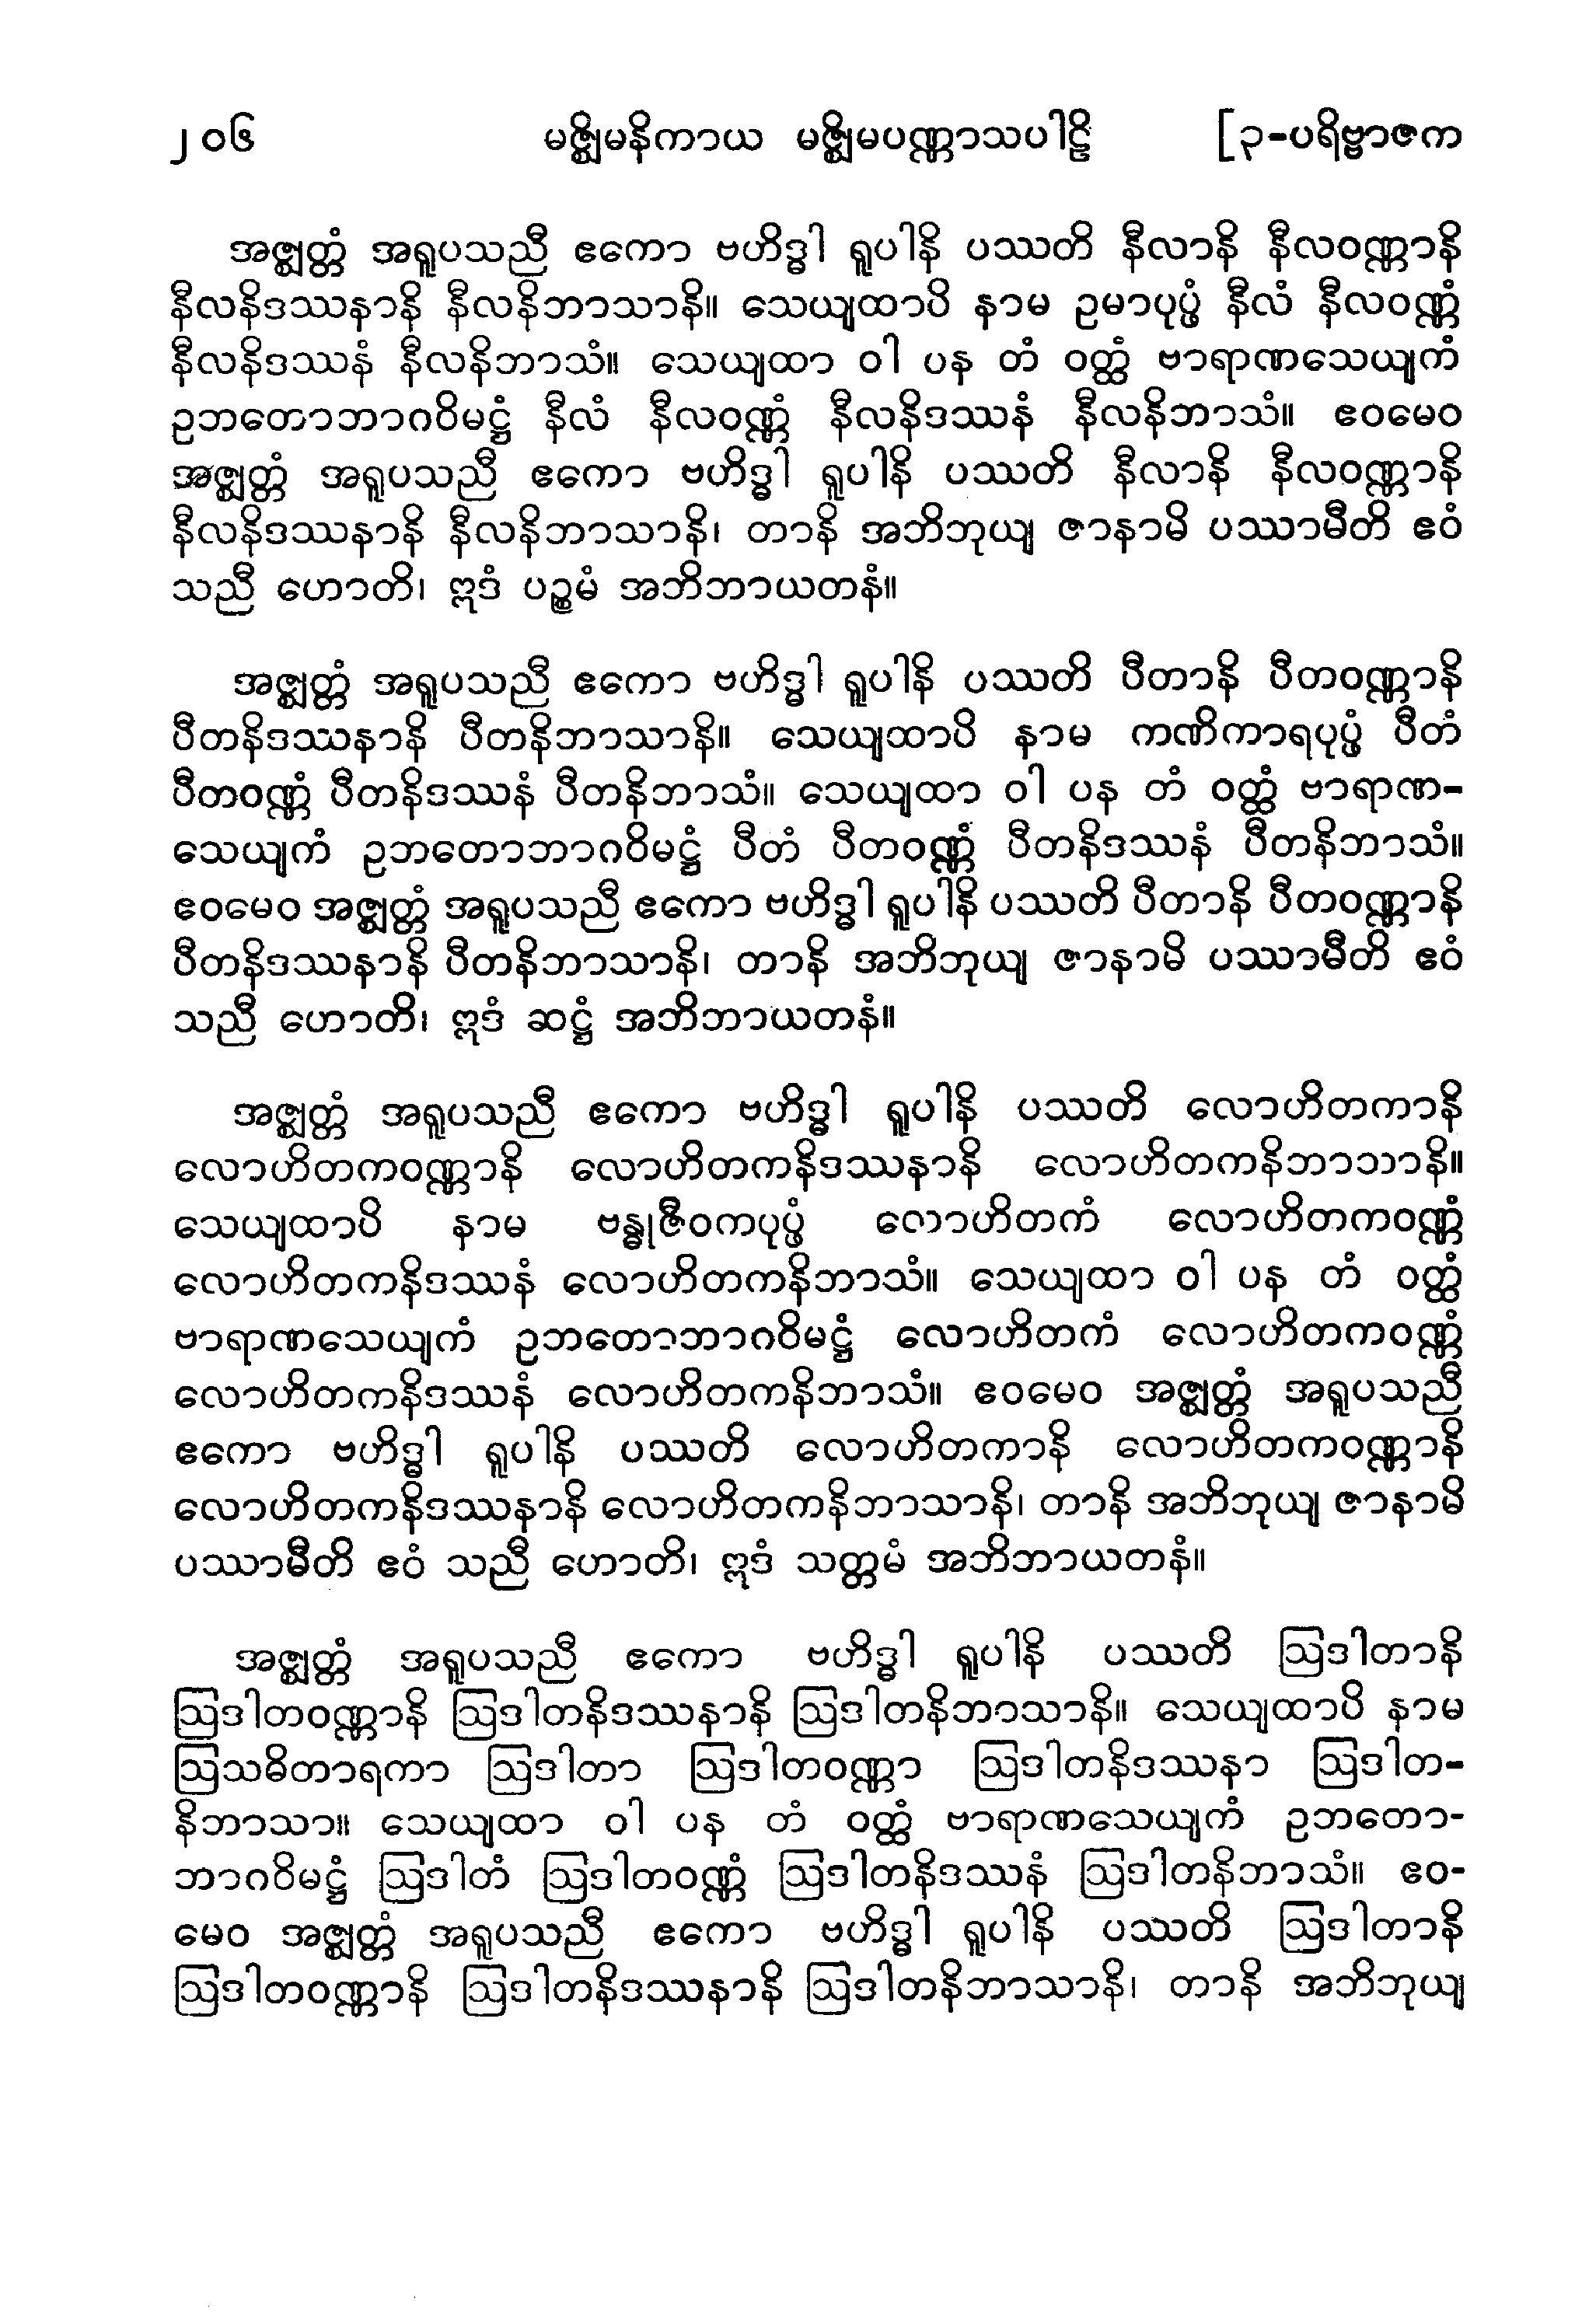 ၂၀၆ မဇ္ဈိမနိကာယ မဇ္ဈိမပဏ္ဏာသပါဠိ [၃-ပရိဗ္ဗာဇက
အဇ္ဈတ္တံ အရူပသညီ ဧကော ဗဟိဒ္ဓါ ရူပါနိ ပဿတိ နီလာနိ နီလဝဏ္ဏာနိ
နီလနိဒဿနာနိ နီလနိဘာသာနိ။ သေယျထာပိ နာမ ဥမာပုပ္ဖံ နီလံ နီလဝဏ္ဏံ
နီလနိဒဿနံ နီလနိဘာသံ။ သေယျထာ ဝါ ပန တံ ဝတ္ထံ ဗာရာဏသေယျကံ
ဥဘတောဘာဂဝိမဋ္ဌံ နီလံ နီလဝဏ္ဏံ နီလနိဒဿနံ နီလနိဘာသံ။ ဧဝမေဝ
အဇ္ဈတ္တံ အရူပသညီ ဧကော ဗဟိဒ္ဓါ ရူပါနိ ပဿတိ နီလာနိ နီလဝဏ္ဏာနိ
နီလနိဒဿနာနိ နီလနိဘာသာနိ၊ တာနိ အဘိဘုယျ ဇာနာမိ ပဿာမီတိ ဧဝံ
သညီ ဟောတိ၊ ဣဒံ ပဉ္စမံ အဘိဘာယတနံ။
အဇ္ဈတ္တံ အရူပသညီ ဧကော ဗဟိဒ္ဓါ ရူပါနိ ပဿတိ ပီတာနိ ပီတဝဏ္ဏာနိ
ပီတနိဒဿနာနိ ပီတနိဘာသာနိ။ သေယျထာပိ နာမ ကဏိကာရပုပ္ဖံ ပီတံ
ပီတဝဏ္ဏံ ပီတနိဒဿနံ ပီတနိဘာသံ။ သေယျထာ ဝါ ပန တံ ဝတ္ထံ ဗာရာဏ-
သေယျကံ ဥဘတောဘာဂဝိမဋ္ဌံ ပီတံ ပီတဝဏ္ဏံ ပီတနိဒဿနံ ပီတနိဘာသံ။
ဧဝမေဝ အဇ္ဈတ္တံ အရူပသညီ ဧကော ဗဟိဒ္ဓါ ရူပါနိ ပဿတိ ပီတာနိ ပီတဝဏ္ဏာနိ
ပီတနိဒဿနာနိ ပီတနိဘာသာနိ၊ တာနိ အဘိဘုယျ ဇာနာမိ ပဿာမီတိ ဧဝံ
သညီ ဟောတိ၊ ဣဒံ ဆဋ္ဌံ အဘိဘာယတနံ။
အဇ္ဈတ္တံ အရူပသညီ ဧကော ဗဟိဒ္ဓါ ရူပါနိ ပဿတိ လောဟိတကာနိ
လောဟိတကဝဏ္ဏာနိ လောဟိတကနိဒဿနာနိ လောဟိတကနိဘာသာနိ။
သေယျထာပိ နာမ ဗန္ဓုဇီဝကပုပ္ဖံ လောဟိတကံ လောဟိတကဝဏ္ဏံ
လောဟိတကနိဒဿနံ လောဟိတကနိဘာသံ။ သေယျထာ ဝါ ပန တံ ဝတ္ထံ
ဗာရာဏသေယျကံ ဥဘတောဘာဂဝိမဋ္ဌံ လောဟိတကံ လောဟိတကဝဏ္ဏံ
လောဟိတကနိဒဿနံ လောဟိတကနိဘာသံ။ ဧဝမေဝ အဇ္ဈတ္တံ အရူပသညီ
ဧကော ဗဟိဒ္ဓါ ရူပါနိ ပဿတိ လောဟိတကာနိ လောဟိတကဝဏ္ဏာနိ
လောဟိတကနိဒဿနာနိ လောဟိတကနိဘာသာနိ၊ တာနိ အဘိဘုယျ ဇာနာမိ
ပဿာမီတိ ဧဝံ သညီ ဟောတိ၊ ဣဒံ သတ္တမံ အဘိဘာယတနံ။
အဇ္ဈတ္တံ အရူပသညီ ဧကော ဗဟိဒ္ဓါ ရူပါနိ ပဿတိ ဩဒါတာနိ
ဩဒါတဝဏ္ဏာနိ ဩဒါတနိဒဿနာနိ ဩဒါတနိဘာသာနိ။ သေယျထာပိ နာမ
ဩသဓိတာရကာ ဩဒါတာ ဩဒါတဝဏ္ဏာ ဩဒါတနိဒဿနာ ဩဒါတ-
နိဘာသာ။ သေယျထာ ဝါ ပန တံ ဝတ္ထံ ဗာရာဏသေယျကံ ဥဘတော-
ဘာဂဝိမဋ္ဌံ ဩဒါတံ ဩဒါတဝဏ္ဏံ ဩဒါတနိဒဿနံ ဩဒါတနိဘာသံ။ ဧဝ-
မေဝ အဇ္ဈတ္တံ အရူပသညီ ဧကော ဗဟိဒ္ဓါ ရူပါနိ ပဿတိ ဩဒါတာနိ
ဩဒါတဝဏ္ဏာနိ ဩဒါတနိဒဿနာနိ ဩဒါတနိဘာသာနိ၊ တာနိ အဘိဘုယျ